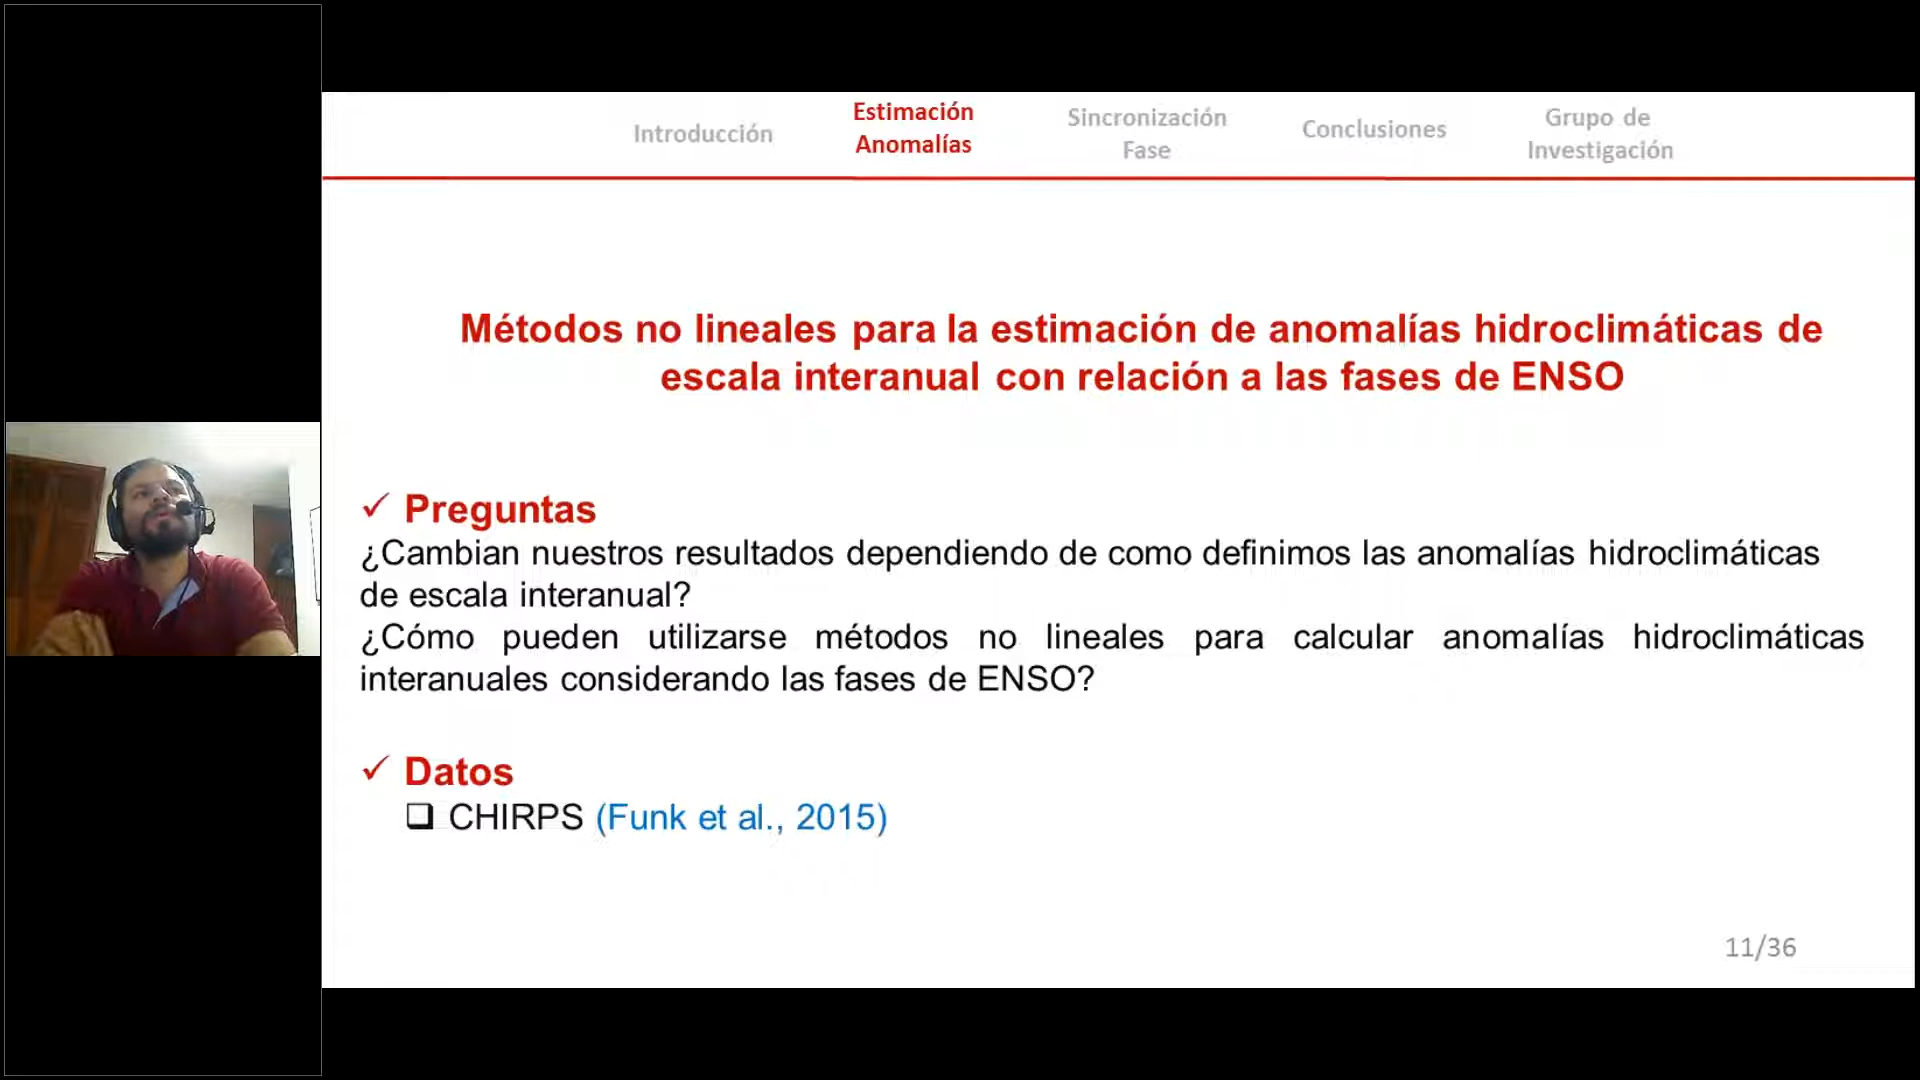 Introducción
Estimación
Anomalías
Sincronización
Fase
Conclusiones
Grupo de
Investigación
Métodos no lineales para la estimación de anomalías hidroclimáticas de
escala interanual con relación a las fases de ENSO
✓ Preguntas
¿Cambian nuestros resultados dependiendo de como definimos las anomalías hidroclimáticas
de escala interanual?
¿Cómo pueden utilizarse métodos no lineales para calcular anomalías hidroclimáticas
interanuales considerando las fases de ENSO?
✓ Datos
❑ CHIRPS (Funk et al., 2015)
11/36